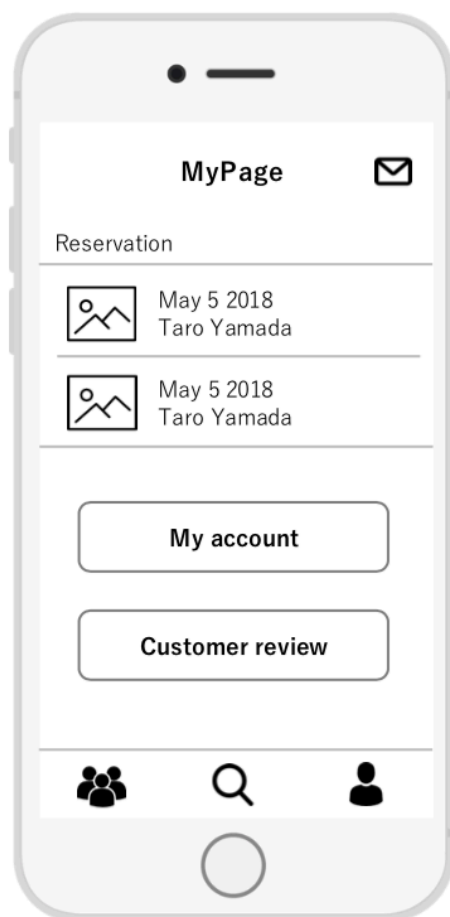 MyPage
Reservation
May 5 2018
Taro Yamada
May 5 2018
Taro Yamada
My account
Customer review